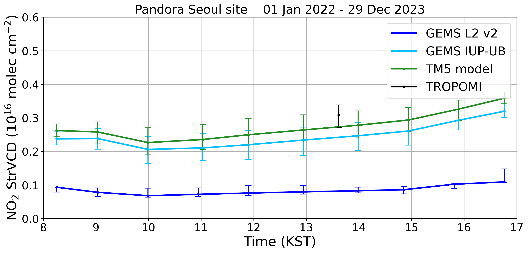 Pandora Seoul site    01 Jan 2022 - 29 Dec 2023
NO₂ StrVCD (10¹⁶ molec cm⁻²)
0.6
0.5
0.4
0.3
0.2
0.1
0.0
GEMS L2 v2
GEMS IUP-UB
TM5 model
TROPOMI
8 9 10 11 12 13 14 15 16 17
Time (KST)